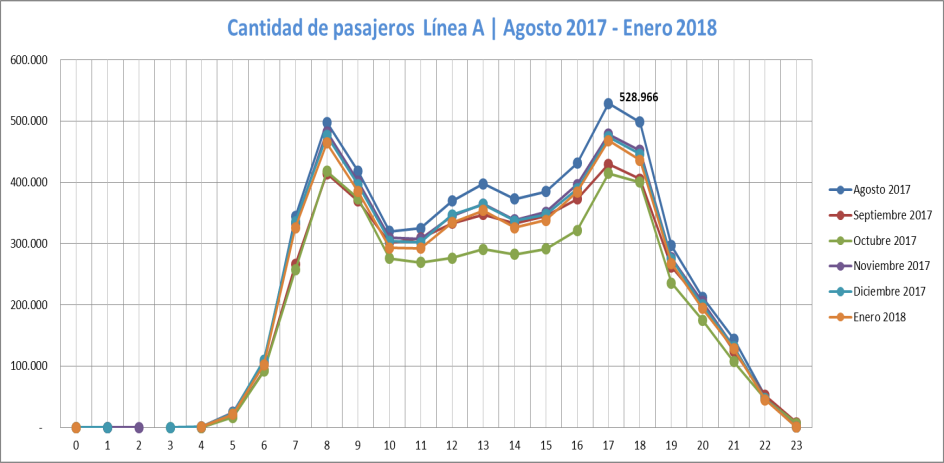 Cantidad de pasajeros Línea A | Agosto 2017 - Enero 2018
600.000
528.966
500.000
400.000
300.000
200.000
100.000
-
Agosto 2017
Septiembre 2017
Octubre 2017
Noviembre 2017
Diciembre 2017
Enero 2018
0 1 2 3 4 5 6 7 8 9 10 11 12 13 14 15 16 17 18 19 20 21 22 23